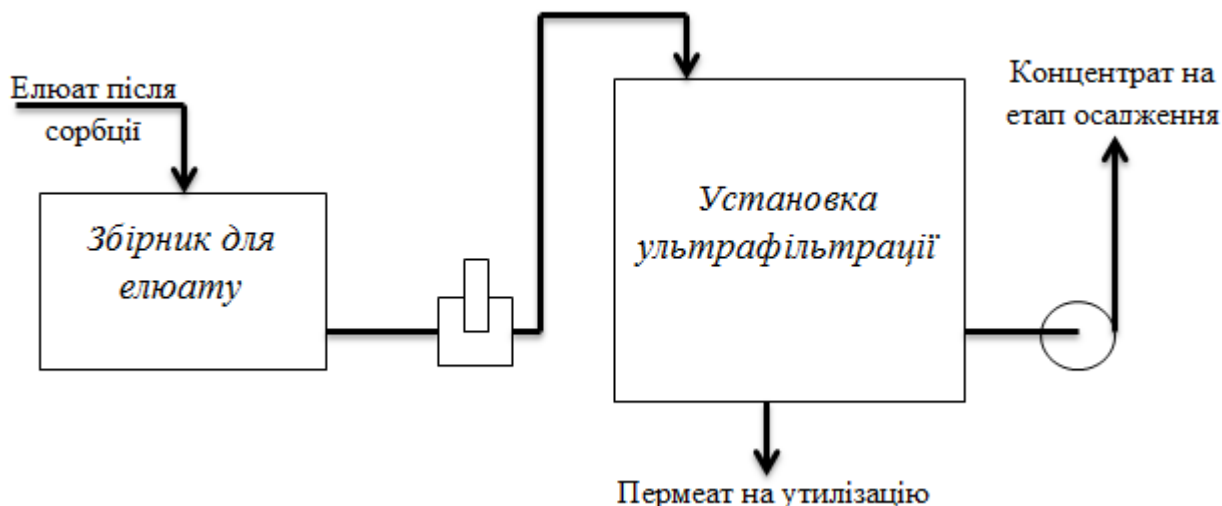 Елюат після
сорбції
Збірник для
елюату
Установка
ультрафільтрації
Концентрат на
етап осадження
Пермеат на утилізацію